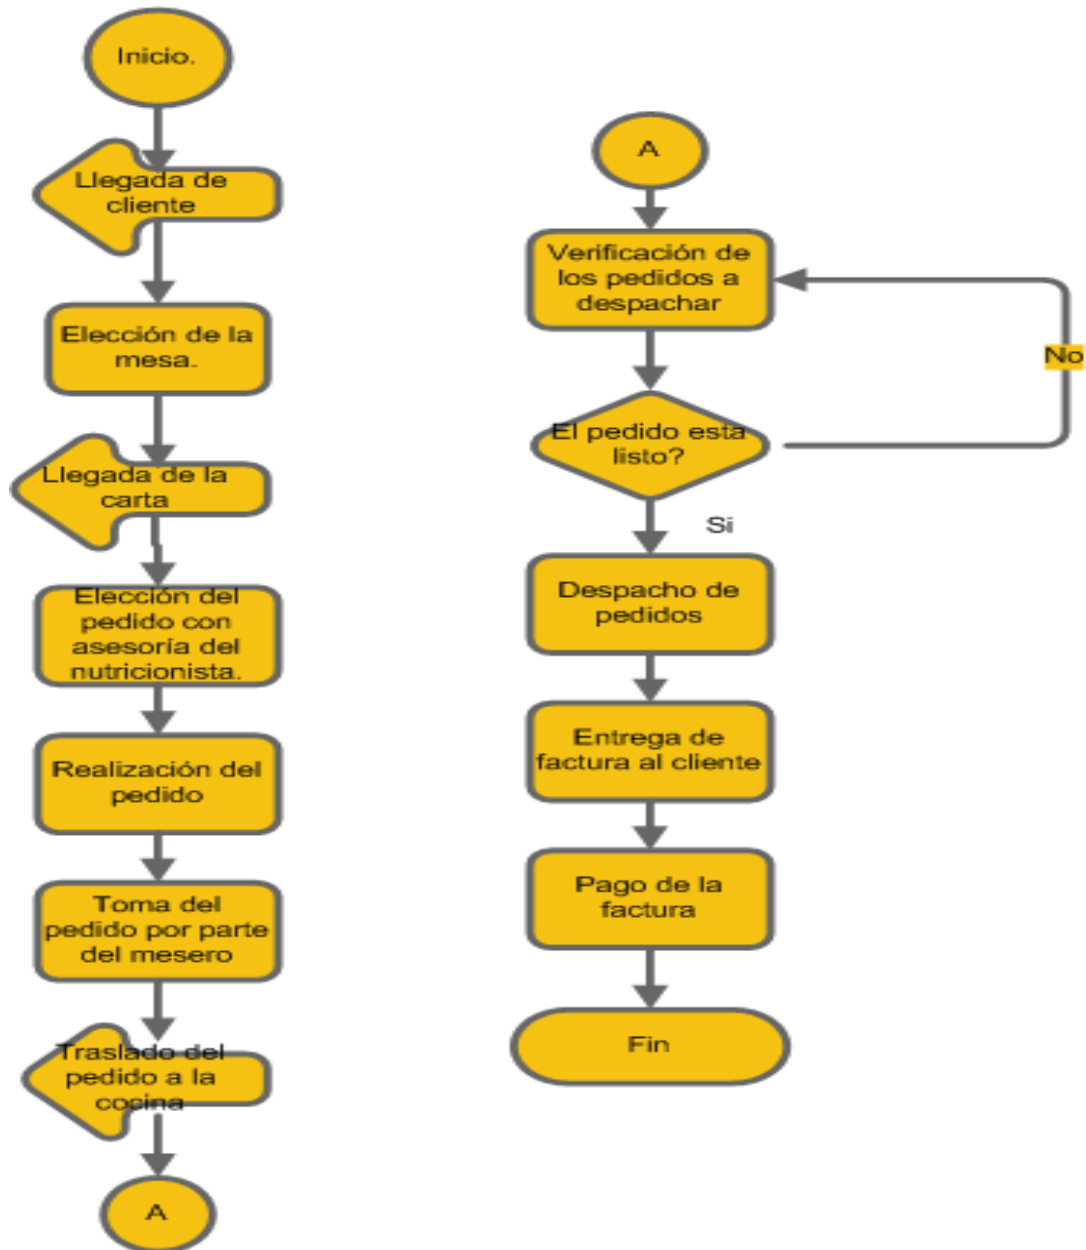 Inicio.
Llegada de
cliente
Elección de la
mesa.
Llegada de la
carta
Elección del
pedido con
asesoría del
nutricionista.
Realización del
pedido
Toma del
pedido por parte
del mesero
Traslado del
pedido a la
cocina
A
A
Verificación de
los pedidos a
despachar
No
El pedido esta
listo?
Si
Despacho de
pedidos
Entrega de
factura al cliente
Pago de la
factura
Fin